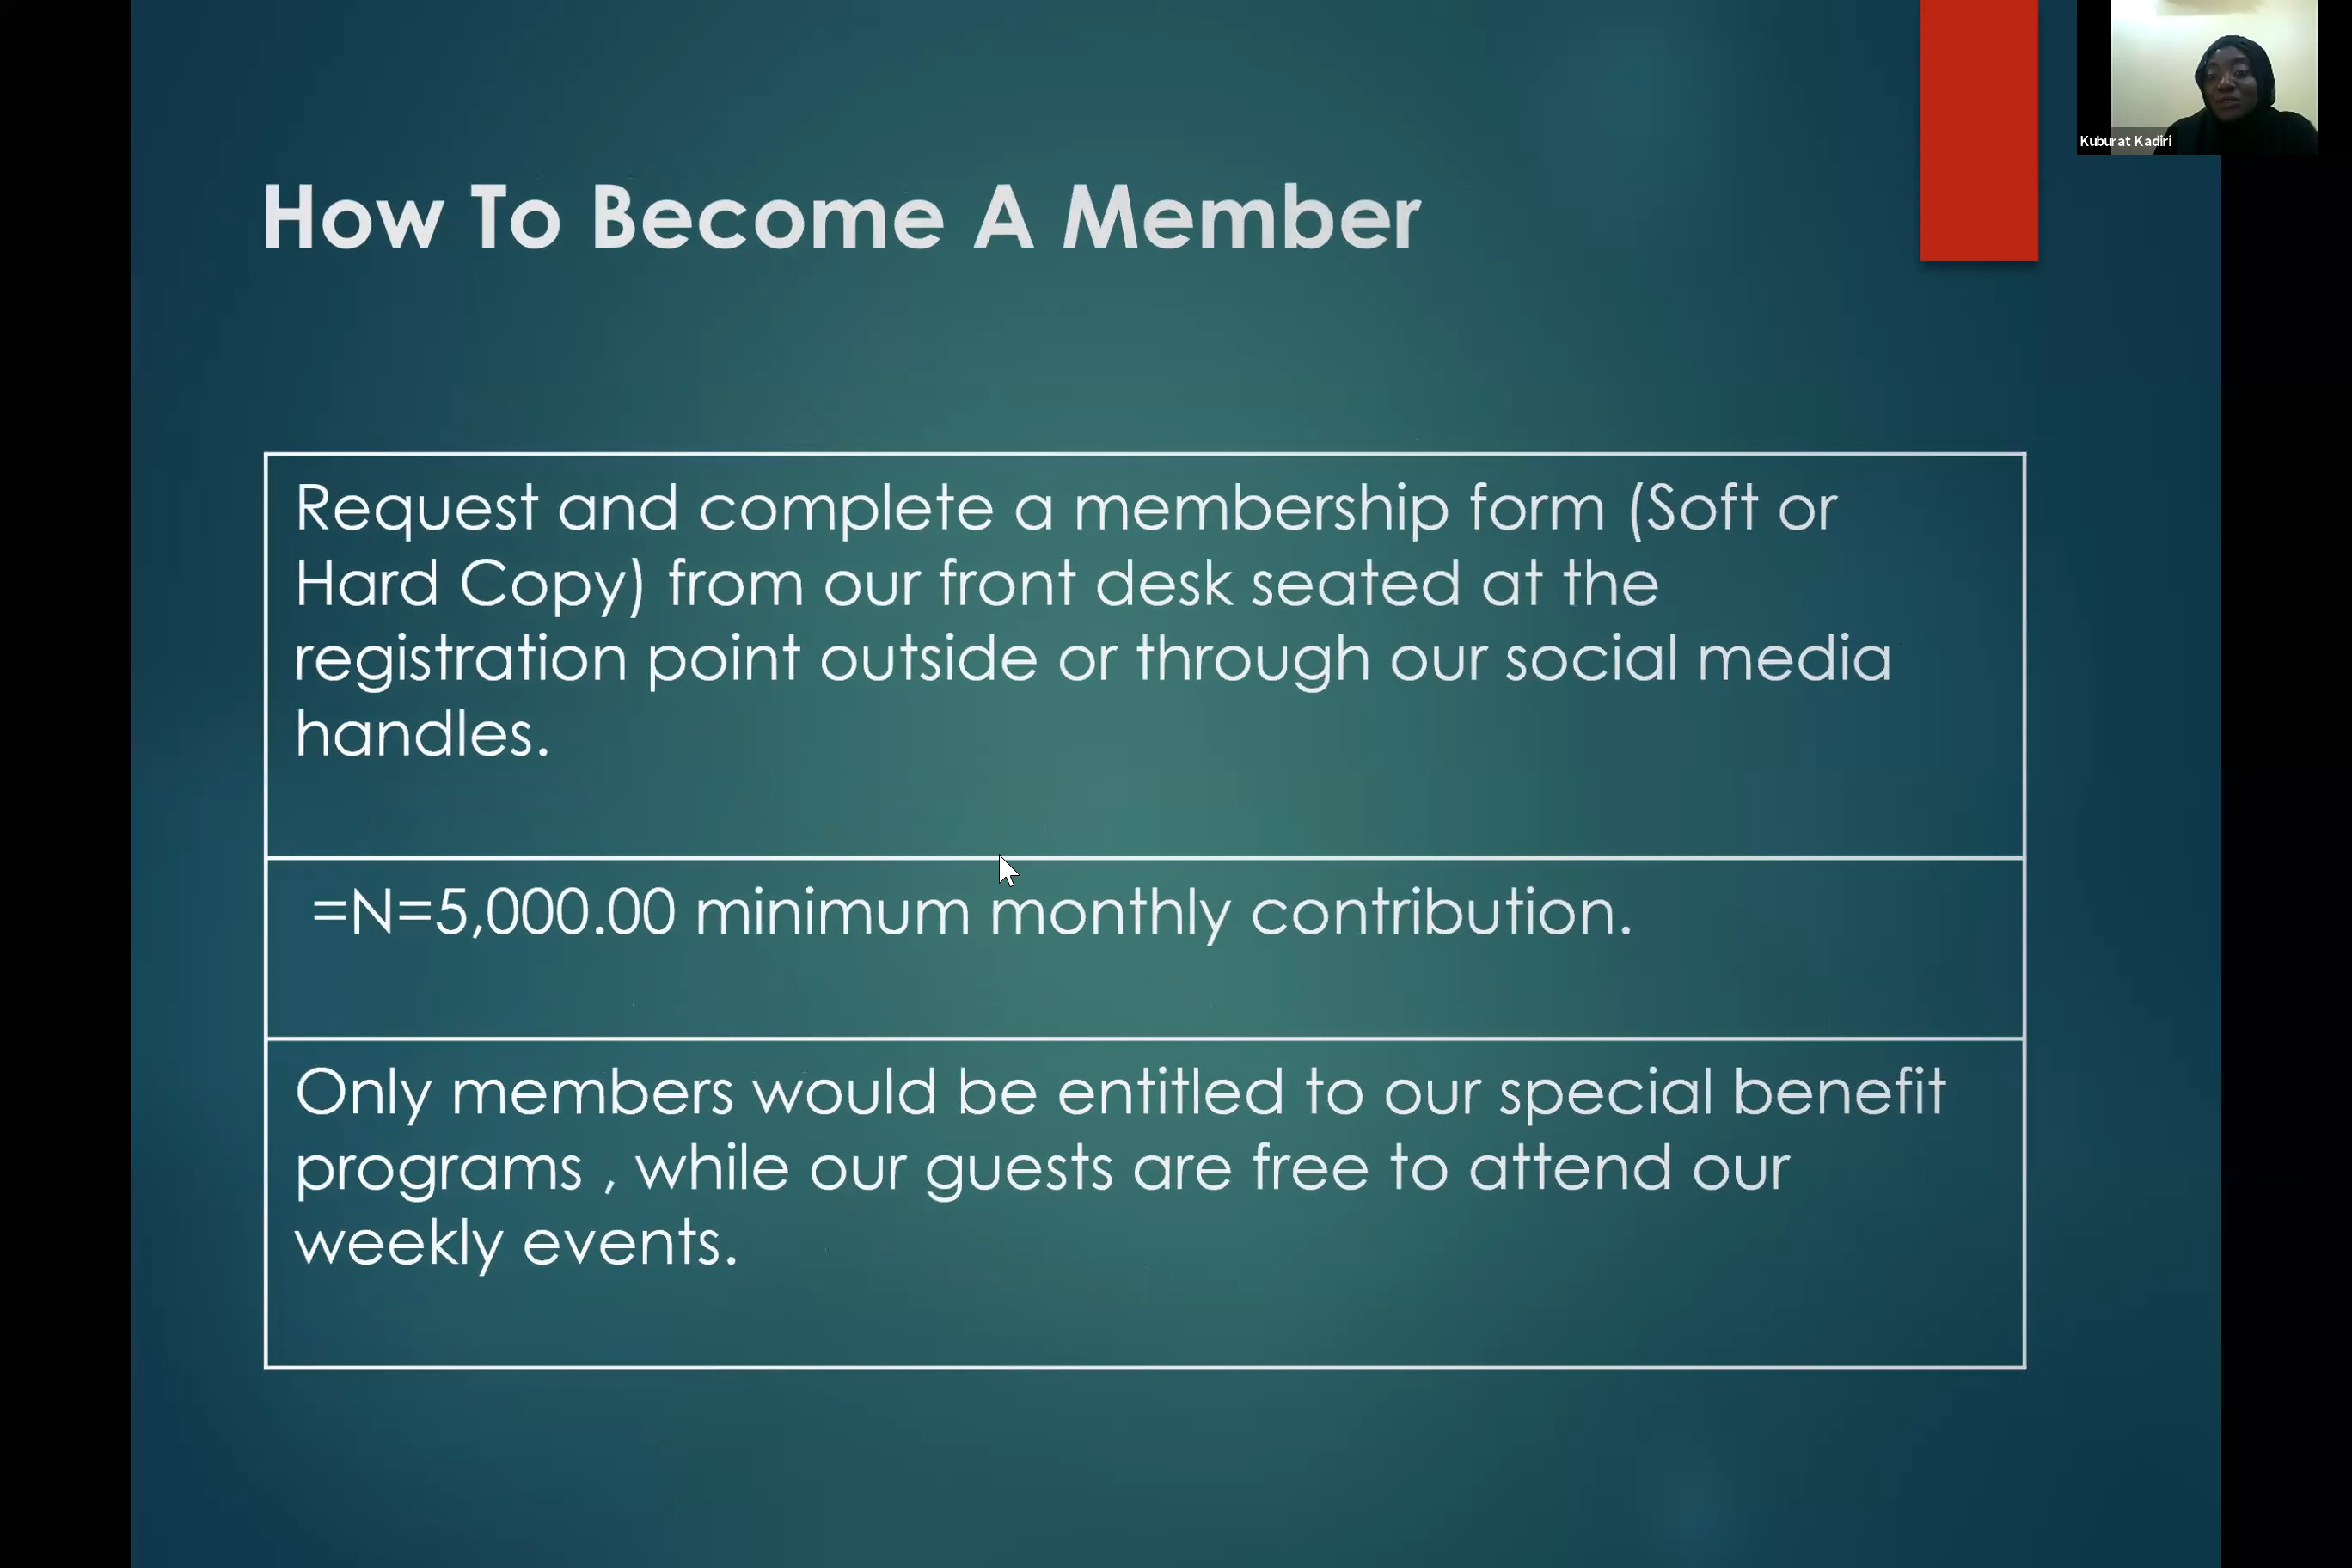 How To Become A Member
Kuburat Kadiri
Request and complete a membership form (Soft or
Hard Copy) from our front desk seated at the
registration point outside or through our social media
handles.
=N=5,000.00 minimum monthly contribution.
Only members would be entitled to our special benefit
programs , while our guests are free to attend our
weekly events.